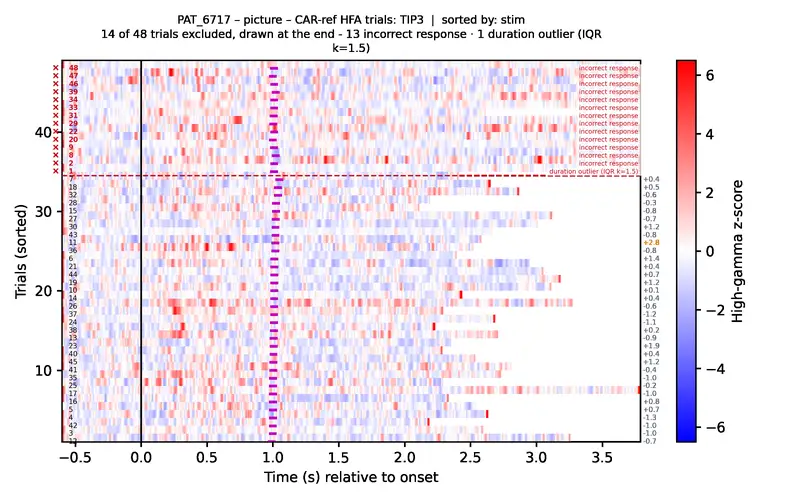 PAT_6717 – picture – CAR-ref HFA trials: TIP3 | sorted by: stim
14 of 48 trials excluded, drawn at the end - 13 incorrect response · 1 duration outlier (IQR
k=1.5)
× 48 incorrect response
× 47 incorrect response
× 46 incorrect response
× 39 incorrect response
× 34 incorrect response
× 33 incorrect response
× 31 incorrect response
× 29 incorrect response
× 22 incorrect response
× 20 incorrect response
× 9 incorrect response
× 8 incorrect response
× 2 incorrect response
× 1 duration outlier (IQR k=1.5)
7 +0.4
18 +0.5
32 -0.6
28 -0.3
15 -0.8
27 -0.7
30 +1.2
43 -0.8
11 +2.8
36 -0.8
6 +1.4
21 +0.4
44 -0.7
19 +1.2
10 +0.1
14 +0.4
26 -0.6
37 -1.2
24 -1.1
38 +0.2
13 -0.9
23 +1.9
40 +0.4
45 +1.2
41 -0.4
35 -1.0
25 -0.2
17 -1.0
16 +0.8
5 +0.7
4 -1.3
42 -1.0
3 -1.0
12 -0.7
40
30
20
10
Trials (sorted)
−0.5 0.0 0.5 1.0 1.5 2.0 2.5 3.0 3.5
Time (s) relative to onset
6
4
2
0
−2
−4
−6
High-gamma z-score